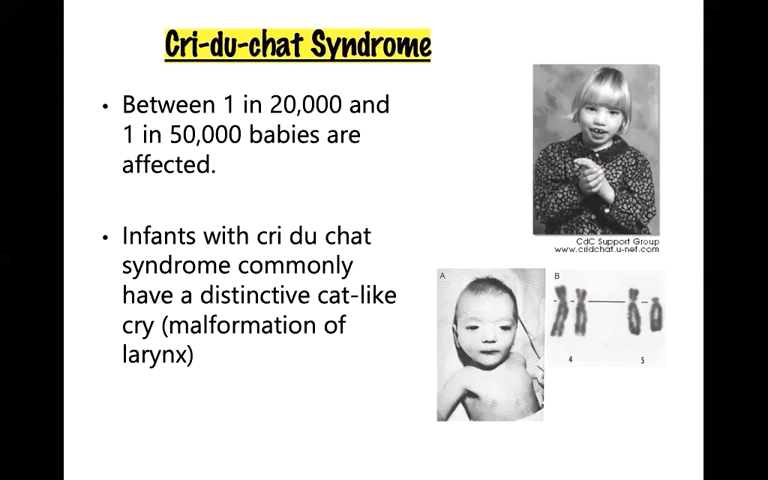 Cri-du-chat Syndrome
• Between 1 in 20,000 and
1 in 50,000 babies are
affected.
• Infants with cri du chat
syndrome commonly
have a distinctive cat-like
cry (malformation of
larynx)
CdC Support Group
www.cridchat.u-net.com
A
B
4
5